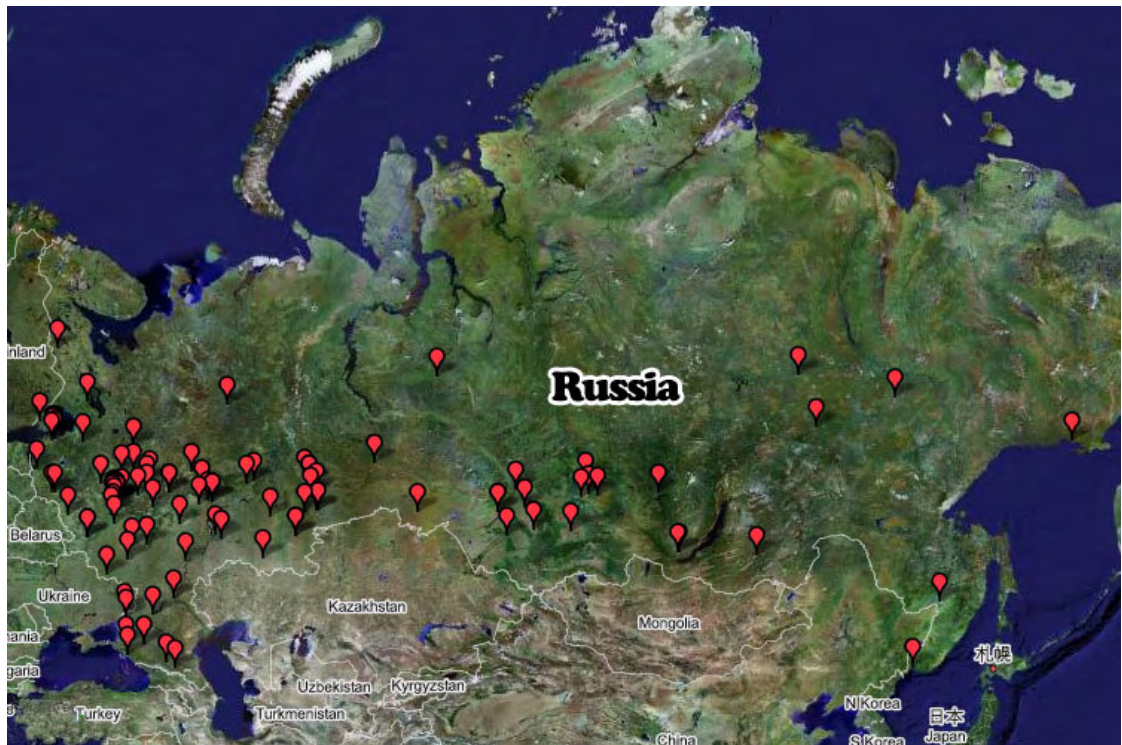 inland
Russia
Belarus
Ukraine
Kazakhstan
Mongolia
mania
garia
札幌
Uzbekistan
Kyrgyzstan
Turkey
Turkmenistan
N Korea
日本
Japan
China
S Korea